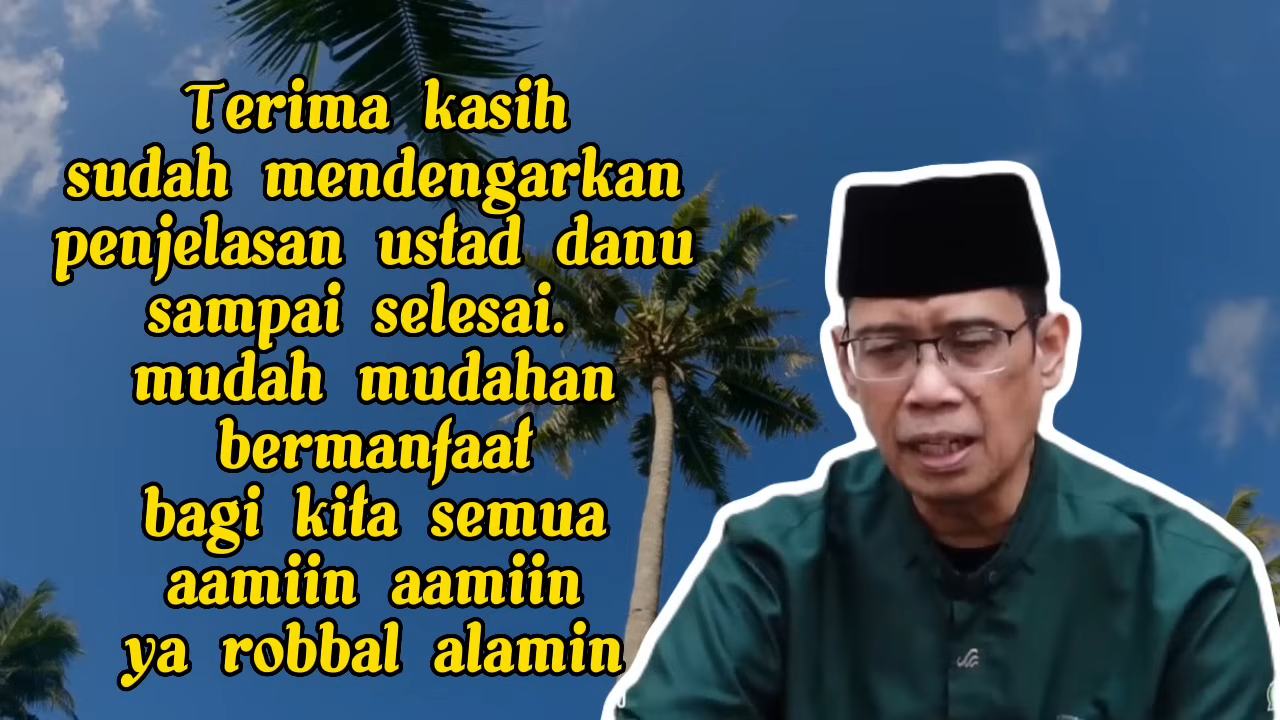 Terima kasih
sudah mendengarkan
penjelasan ustad danu
sampai selesai.
mudah mudahan
bermanfaat
bagi kita semua
aamiin aamiin
ya robbal alamin